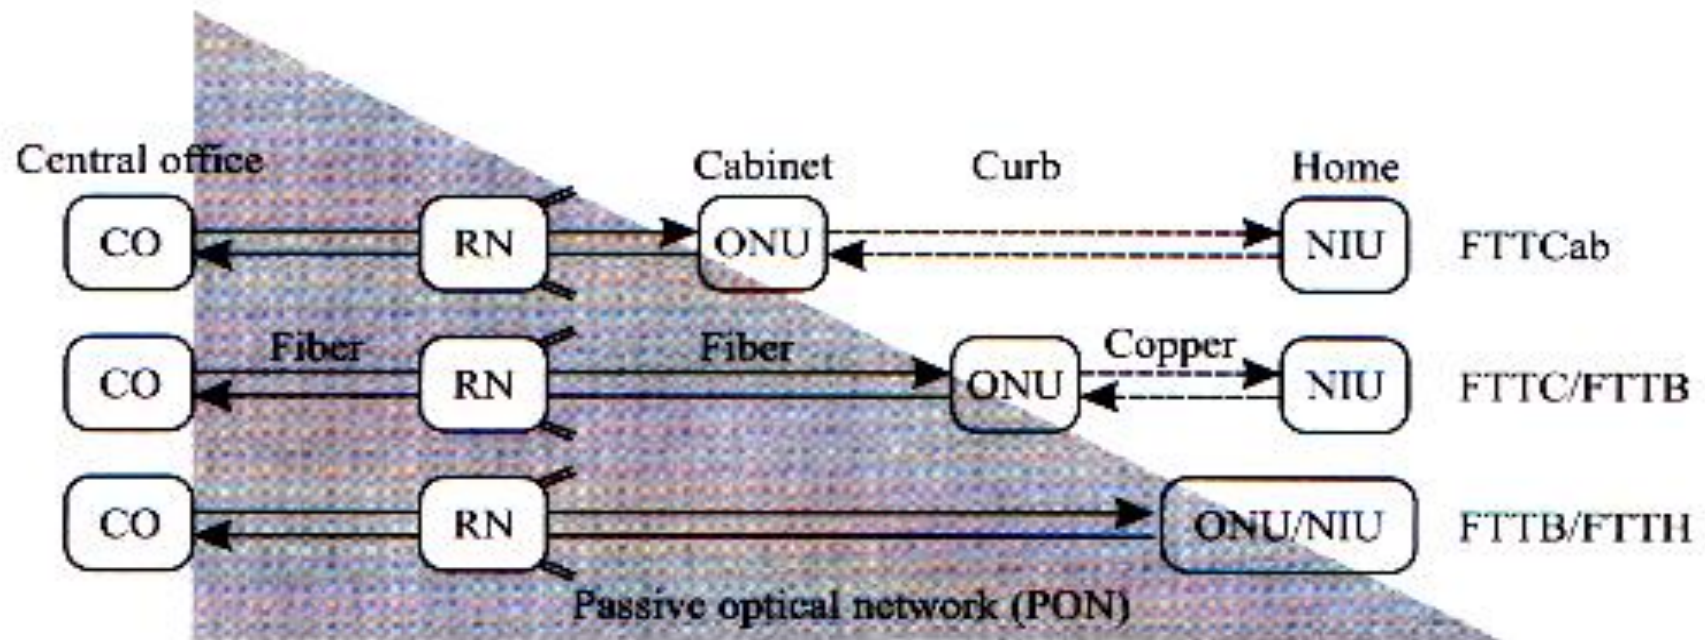 Central office Cabinet Curb Home
CO RN ONU NIU FTTCab
Fiber Fiber Copper
CO RN ONU NIU FTTC/FTTB
CO RN ONU/NIU FTTB/FTTH
Passive optical network (PON)